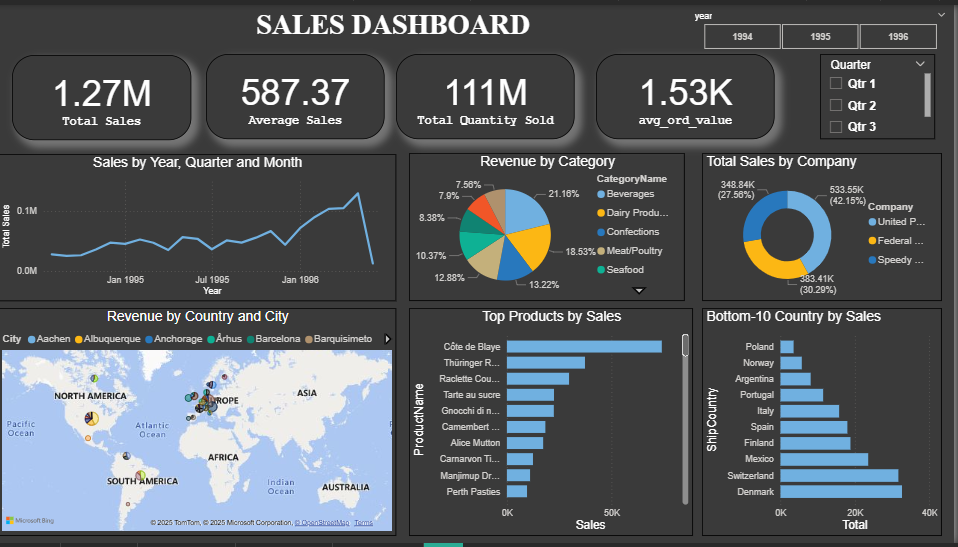 SALES DASHBOARD
year
1994
1995
1996
1.27M
Total Sales
587.37
Average Sales
111M
Total Quantity Sold
1.53K
avg_ord_value
Quarter
Qtr 1
Qtr 2
Qtr 3
Sales by Year, Quarter and Month
Total Sales
0.1M
0.0M
Jan 1995
Jul 1995
Jan 1996
Year
Revenue by Category
7.56%
7.9%
8.38%
10.37%
12.88%
13.22%
18.53%
21.16%
CategoryName
Beverages
Dairy Produ...
Confections
Meat/Poultry
Seafood
Total Sales by Company
348.84K
(27.56%)
533.55K
(42.15%)
383.41K
(30.29%)
Company
United P...
Federal ...
Speedy ...
Revenue by Country and City
City Aachen Albuquerque Anchorage Århus Barcelona Barquisimeto
NORTH AMERICA
EUROPE
ASIA
Pacific
Ocean
Atlantic
Ocean
AFRICA
SOUTH AMERICA
Indian
Ocean
AUSTRALIA
Microsoft Bing
© 2025 TomTom, © 2025 Microsoft Corporation, © OpenStreetMap Terms
Top Products by Sales
ProductName
Côte de Blaye
Thüringer R...
Raclette Cou...
Tarte au sucre
Gnocchi di n...
Camembert ...
Alice Mutton
Carnarvon Ti...
Manjimup Dr...
Perth Pasties
0K
50K
Sales
Bottom-10 Country by Sales
ShipCountry
Poland
Norway
Argentina
Portugal
Italy
Spain
Finland
Mexico
Switzerland
Denmark
0K
20K
40K
Total